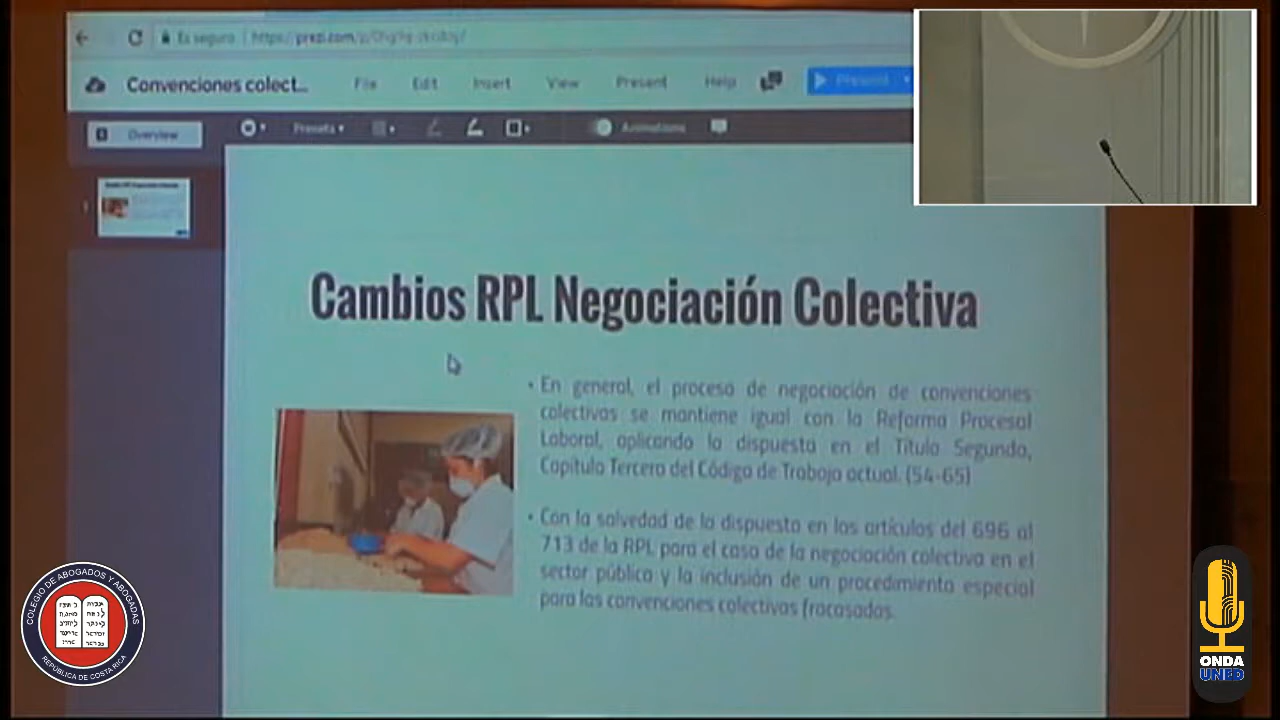 Es seguro
https://prezi.com/p/
Convenciones colect... File Edit Insert View Present Help Present
Overview Presets Animations
1
Cambios RPL Negociación Colectiva
• En general, el proceso de negociación de convenciones
colectivas se mantiene igual con la Reforma Procesal
Laboral, aplicando lo dispuesto en el Título Segundo,
Capítulo Tercero del Código de Trabajo actual. (54-65)
• Con la salvedad de lo dispuesto en los artículos del 696 al
713 de la RPL para el caso de la negociación colectiva en el
sector público y la inclusión de un procedimiento especial
para las convenciones colectivas fracasadas.
COLEGIO DE ABOGADOS Y ABOGADAS
REPÚBLICA DE COSTA RICA
ONDA
UNED